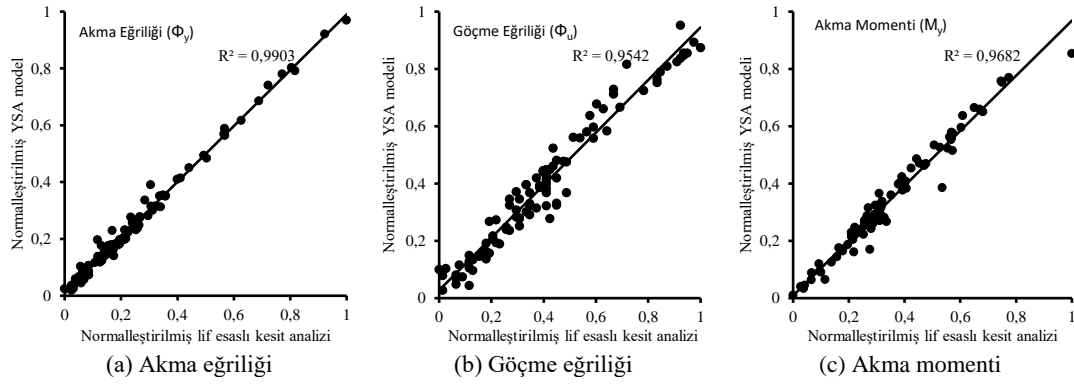 Akma Eğriliği (Φy)
R² = 0,9903
Normalleştirilmiş YSA modeli
1
0,8
0,6
0,4
0,2
0
0 0,2 0,4 0,6 0,8 1
Normalleştirilmiş lif esaslı kesit analizi
(a) Akma eğriliği
Göçme Eğriliği (Φu)
R² = 0,9542
Normalleştirilmiş YSA modeli
1
0,8
0,6
0,4
0,2
0
0 0,2 0,4 0,6 0,8 1
Normalleştirilmiş lif esaslı kesit analizi
(b) Göçme eğriliği
Akma Momenti (My)
R² = 0,9682
Normalleştirilmiş YSA modeli
1
0,8
0,6
0,4
0,2
0
0 0,2 0,4 0,6 0,8 1
Normalleştirilmiş lif esaslı kesit analizi
(c) Akma momenti